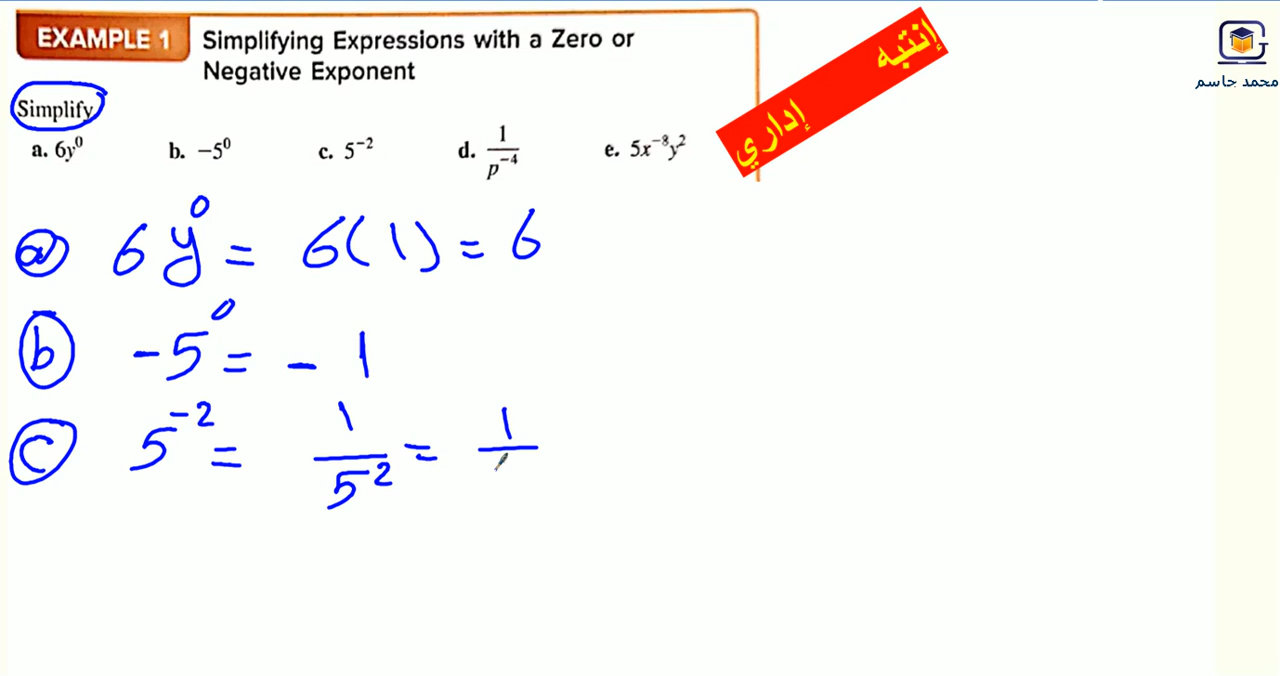 EXAMPLE 1 Simplifying Expressions with a Zero or
Negative Exponent
Simplify
a. 6y⁰ b. −5⁰ c. 5⁻² d. 1/p⁻⁴ e. 5x⁻⁸y²
إنتبه إداري
محمد جاسم
a 6y⁰ = 6(1) = 6
b -5⁰ = - 1
c 5⁻² = 1/5² = 1/